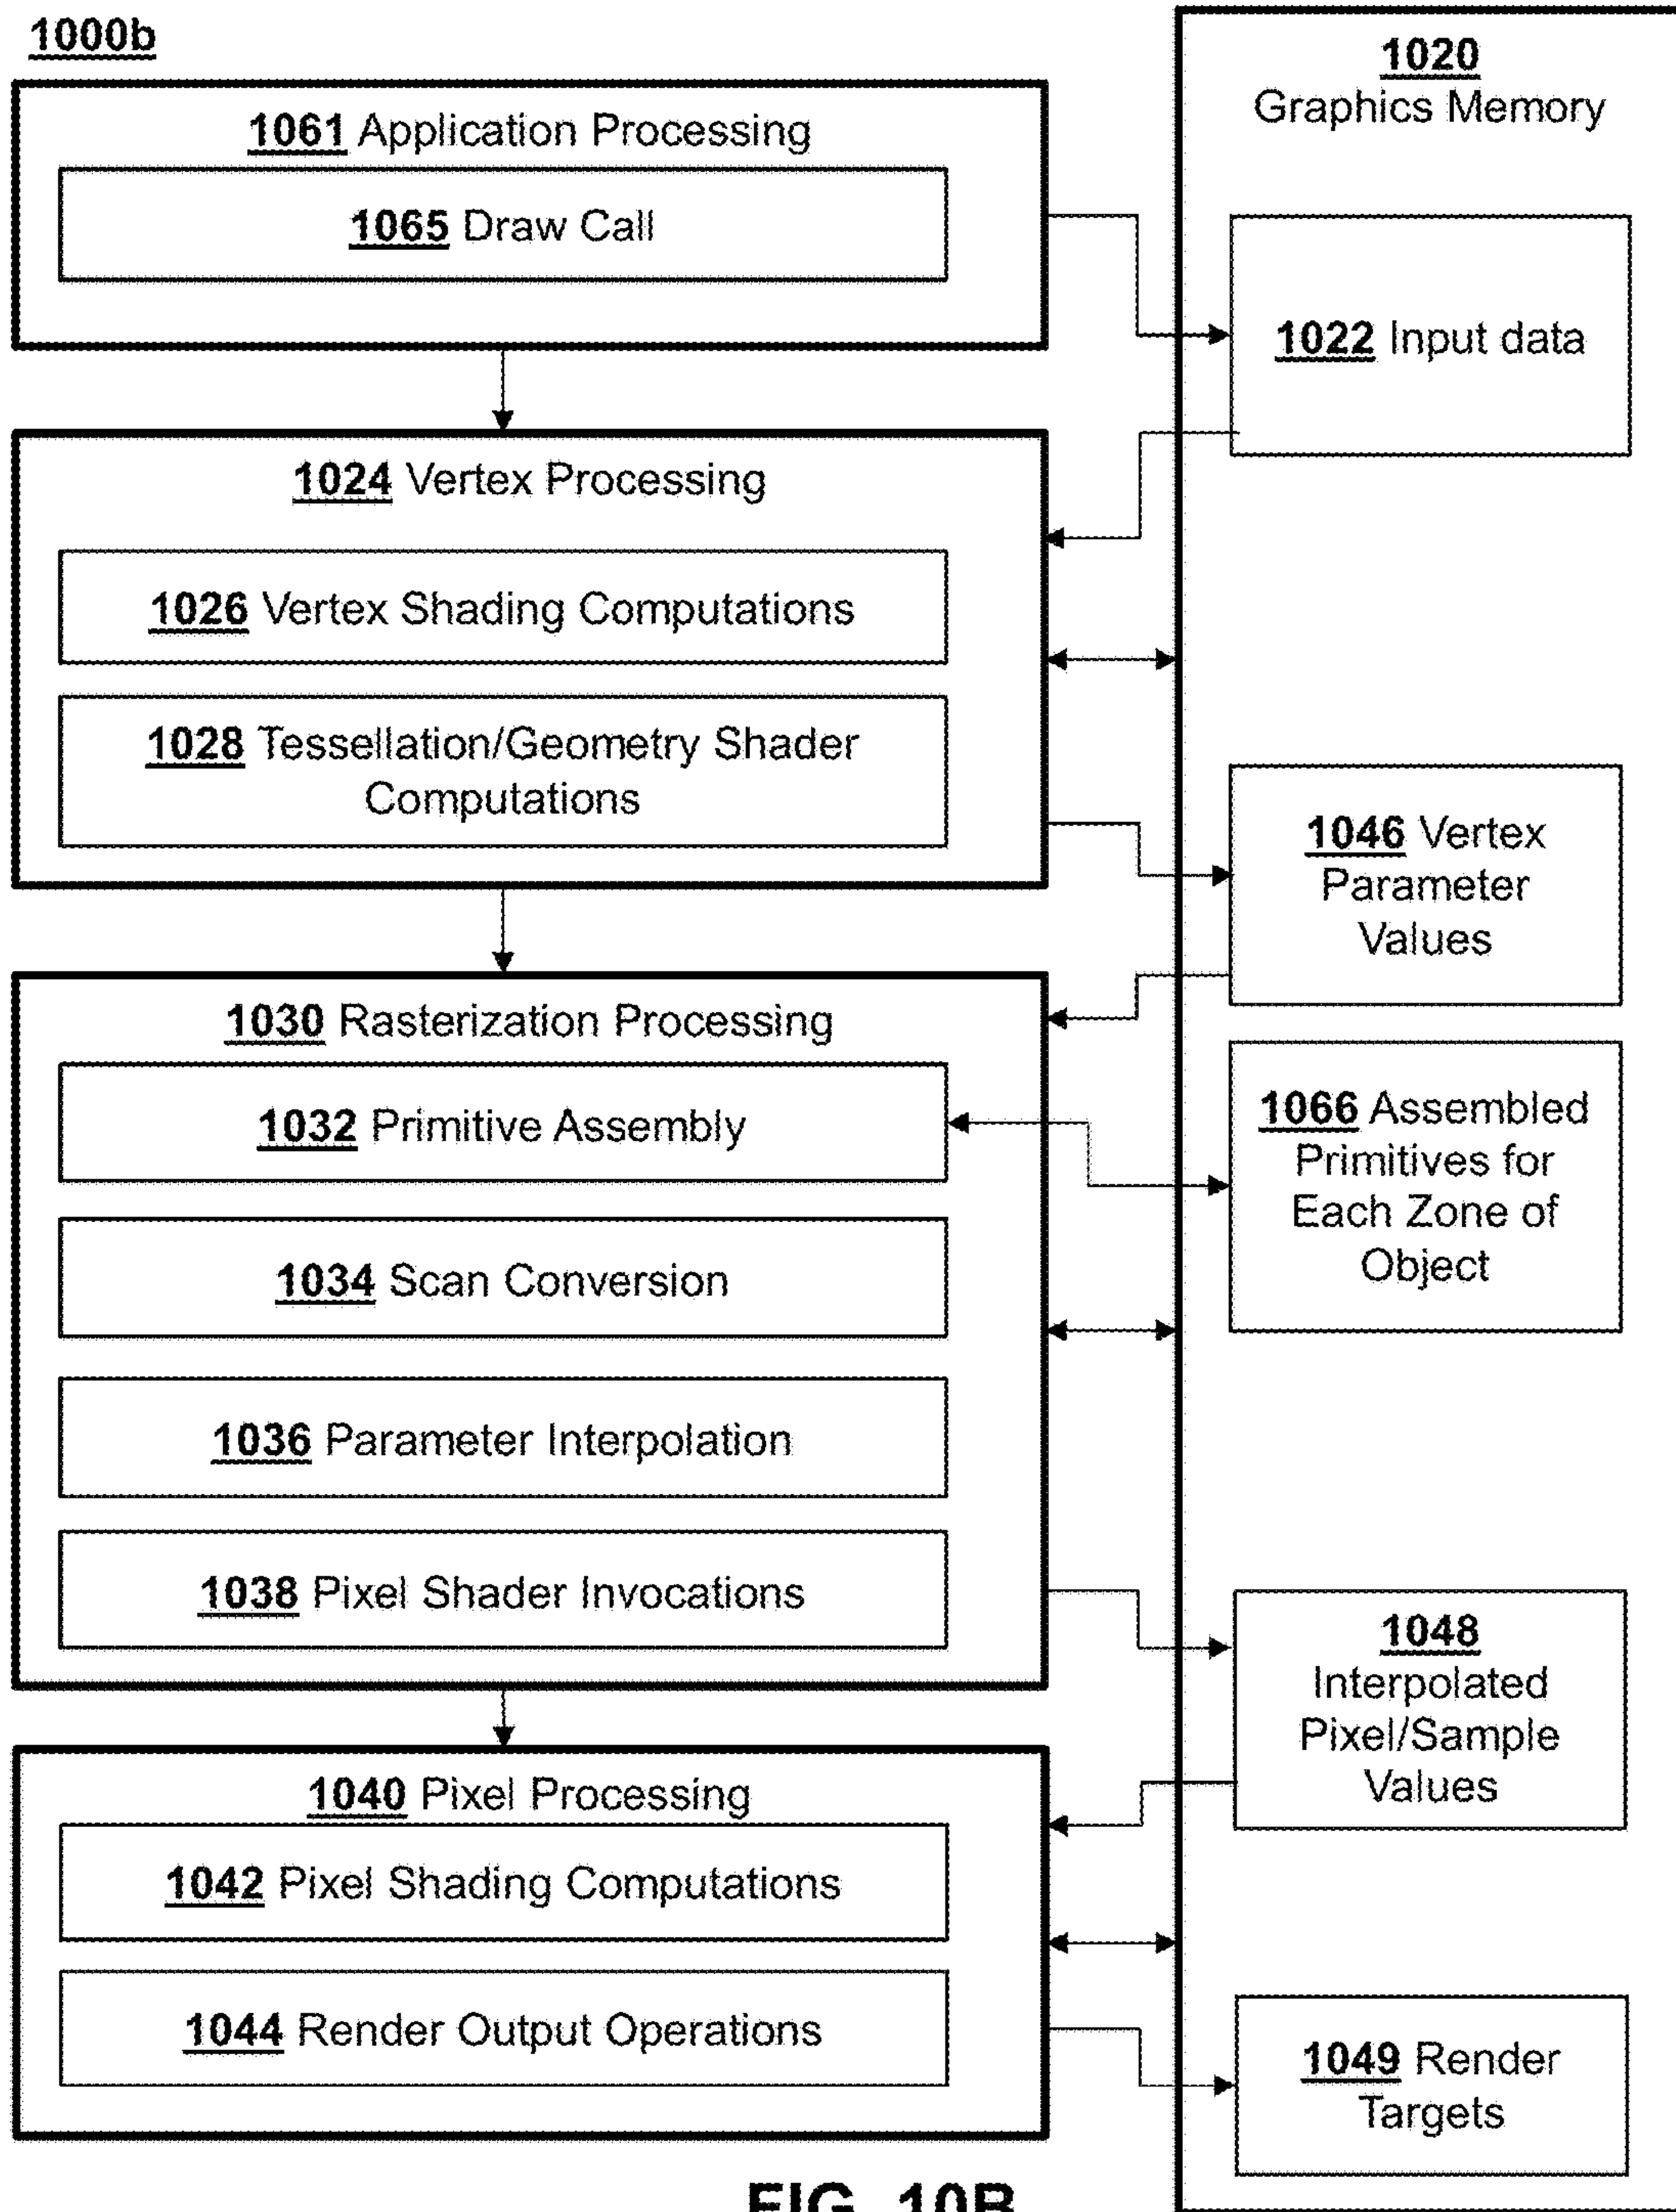 1000b
1061 Application Processing
1065 Draw Call
1024 Vertex Processing
1026 Vertex Shading Computations
1028 Tessellation/Geometry Shader
Computations
1030 Rasterization Processing
1032 Primitive Assembly
1034 Scan Conversion
1036 Parameter Interpolation
1038 Pixel Shader Invocations
1040 Pixel Processing
1042 Pixel Shading Computations
1044 Render Output Operations
1020
Graphics Memory
1022 Input data
1046 Vertex
Parameter
Values
1066 Assembled
Primitives for
Each Zone of
Object
1048
Interpolated
Pixel/Sample
Values
1049 Render
Targets
FIG. 10B